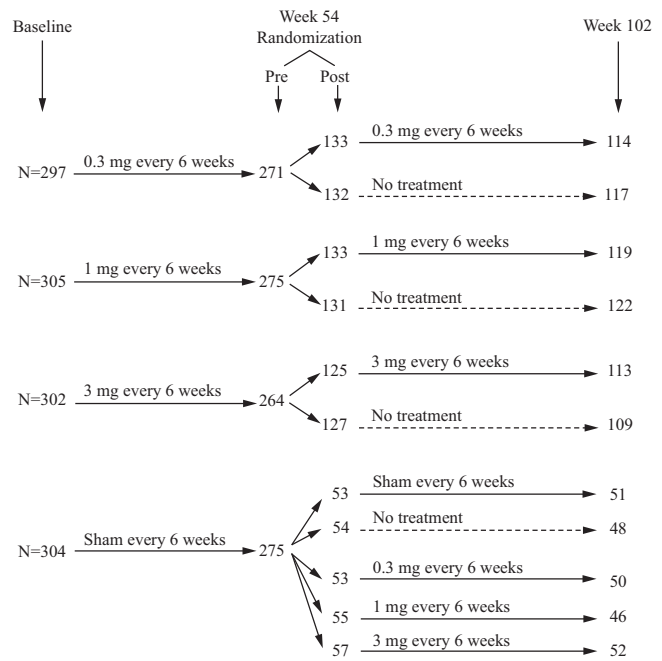 Baseline
Week 54
Randomization
Week 102
Pre
Post
N=297
0.3 mg every 6 weeks
271
133
0.3 mg every 6 weeks
114
132
No treatment
117
N=305
1 mg every 6 weeks
275
133
1 mg every 6 weeks
119
131
No treatment
122
N=302
3 mg every 6 weeks
264
125
3 mg every 6 weeks
113
127
No treatment
109
N=304
Sham every 6 weeks
275
53
Sham every 6 weeks
51
54
No treatment
48
53
0.3 mg every 6 weeks
50
55
1 mg every 6 weeks
46
57
3 mg every 6 weeks
52